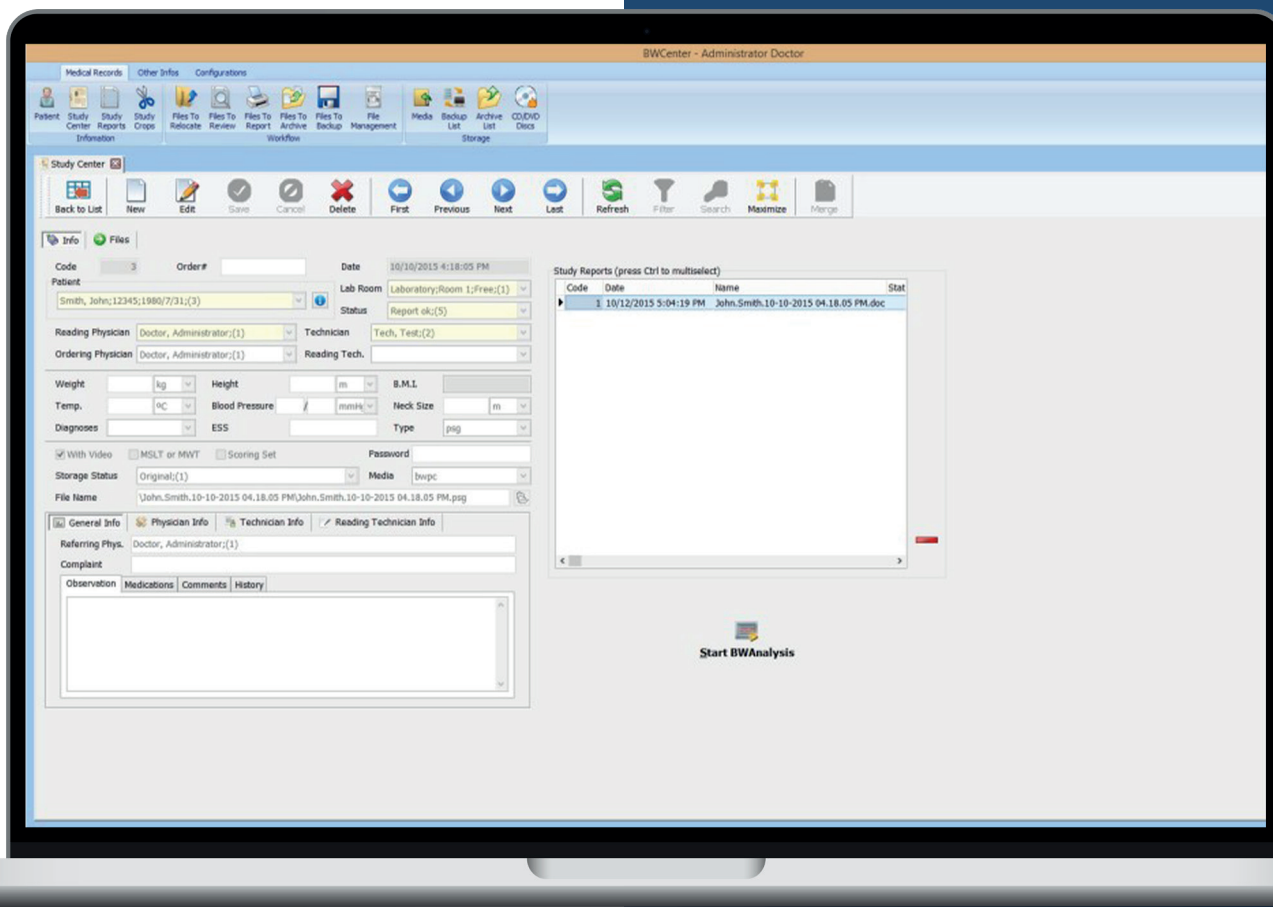 BWCenter - Administrator Doctor
Medical Records Other Infos Configurations
Patient Study Center Study Reports Study Crops Files To Relocate Files To Review Files To Report Files To Archive Files To Backup File Management Media Backup List Archive List CD/DVD Discs
Infomation Workflow Storage
Study Center
Back to List New Edit Save Cancel Delete First Previous Next Last Refresh Filter Search Maximize Merge
Info Files
Code 3 Order# Date 10/10/2015 4:18:05 PM
Patient
Smith, John;12345;1980/7/31;(3)
Lab Room Laboratory;Room 1;Free;(1)
Status Report ok;(5)
Reading Physician Doctor, Administrator;(1) Technician Tech, Test;(2)
Ordering Physician Doctor, Administrator;(1) Reading Tech.
Weight kg Height m B.M.I.
Temp. ºC Blood Pressure / mmH Neck Size m
Diagnoses ESS Type psg
With Video MSLT or MWT Scoring Set Password
Storage Status Original;(1) Media bwpc
File Name \John.Smith.10-10-2015 04.18.05 PM\John.Smith.10-10-2015 04.18.05 PM.psg
General Info Physician Info Technician Info Reading Technician Info
Referring Phys. Doctor, Administrator;(1)
Complaint
Observation Medications Comments History
Study Reports (press Ctrl to multiselect)
Code Date Name Stat
1 10/12/2015 5:04:19 PM John.Smith.10-10-2015 04.18.05 PM.doc
Start BWAnalysis